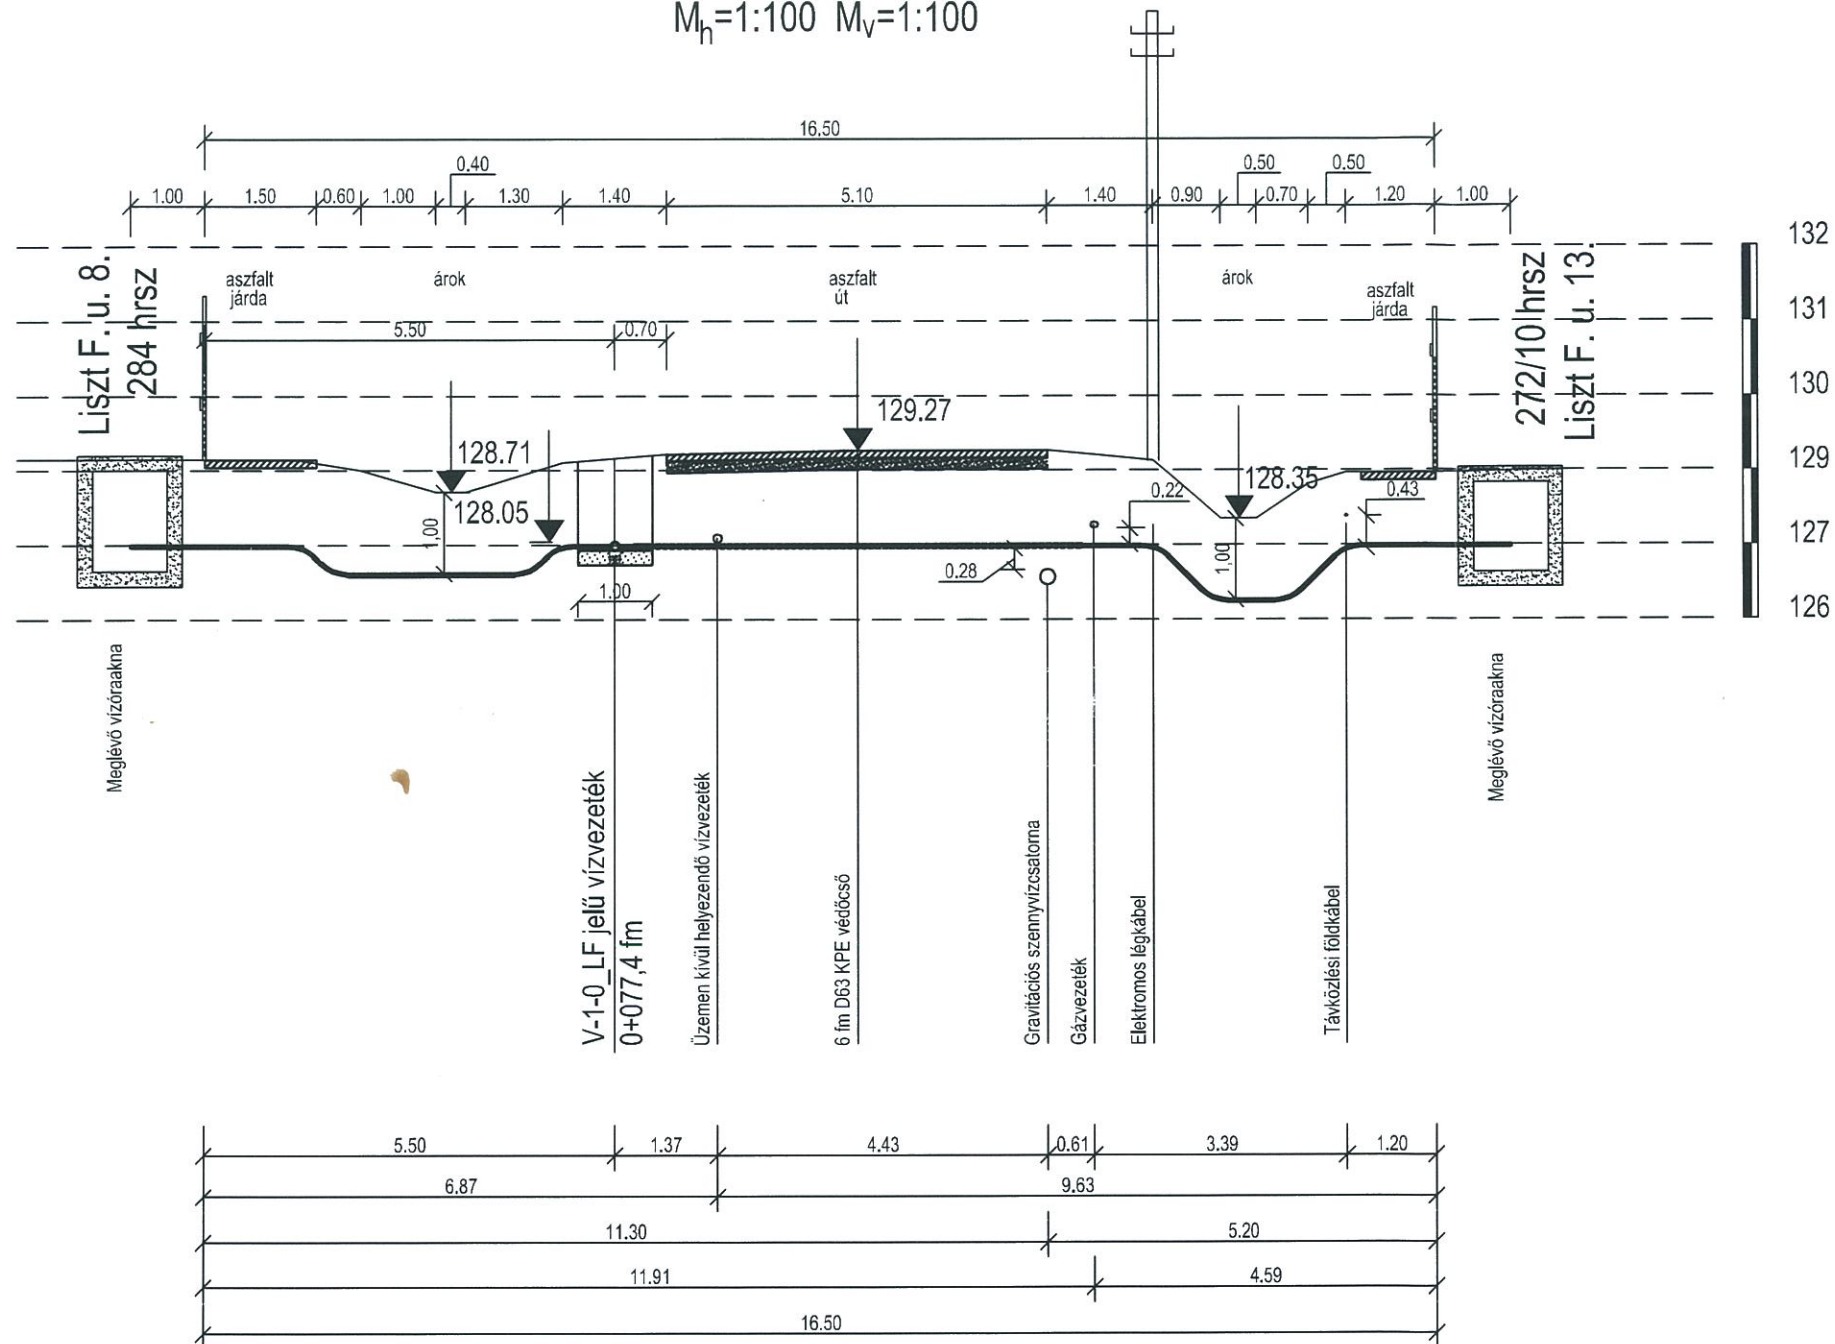 Mh=1:100 Mv=1:100
16,50
0.40
0.50
0.50
1.00
1.50
0.60
1.00
1.30
1.40
5.10
1.40
0.90
0.70
1.20
1.00
132
131
130
129
127
126
Liszt F. u. 8.
284 hrsz
aszfalt
járda
árok
aszfalt
út
árok
aszfalt
járda
272/10 hrsz
Liszt F. u. 13.
5.50
0.70
129.27
128.71
128.05
128.35
0.22
0.43
1,00
1,00
0.28
1.00
Meglévő vízóraakna
V-1-0_LF jelű vízvezeték
0+077,4 fm
Üzemen kívül helyezendő vízvezeték
6 fm D63 KPE védőcső
Gravitációs szennyvízcsatorna
Gázvezeték
Elektromos légkábel
Távközlési földkábel
Meglévő vízóraakna
5.50
1.37
4.43
0.61
3.39
1.20
6.87
9.63
11.30
5.20
11.91
4.59
16.50